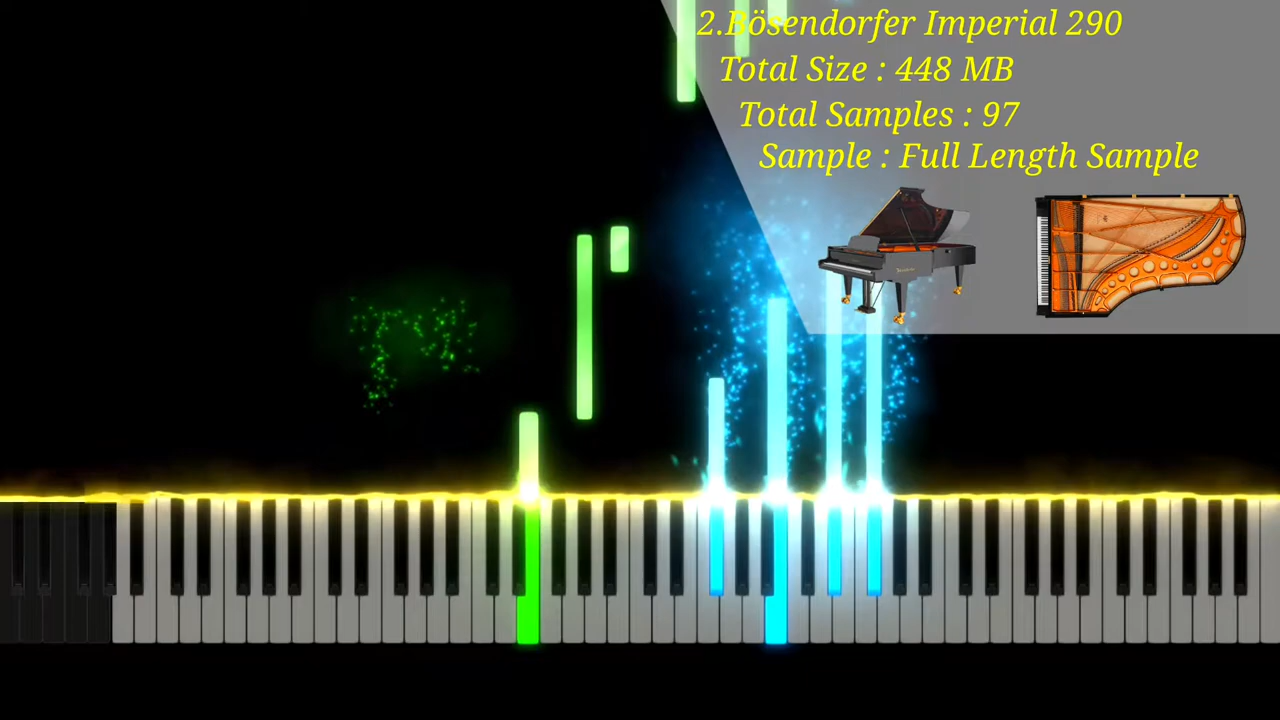 2.Bösendorfer Imperial 290
Total Size : 448 MB
Total Samples : 97
Sample : Full Length Sample